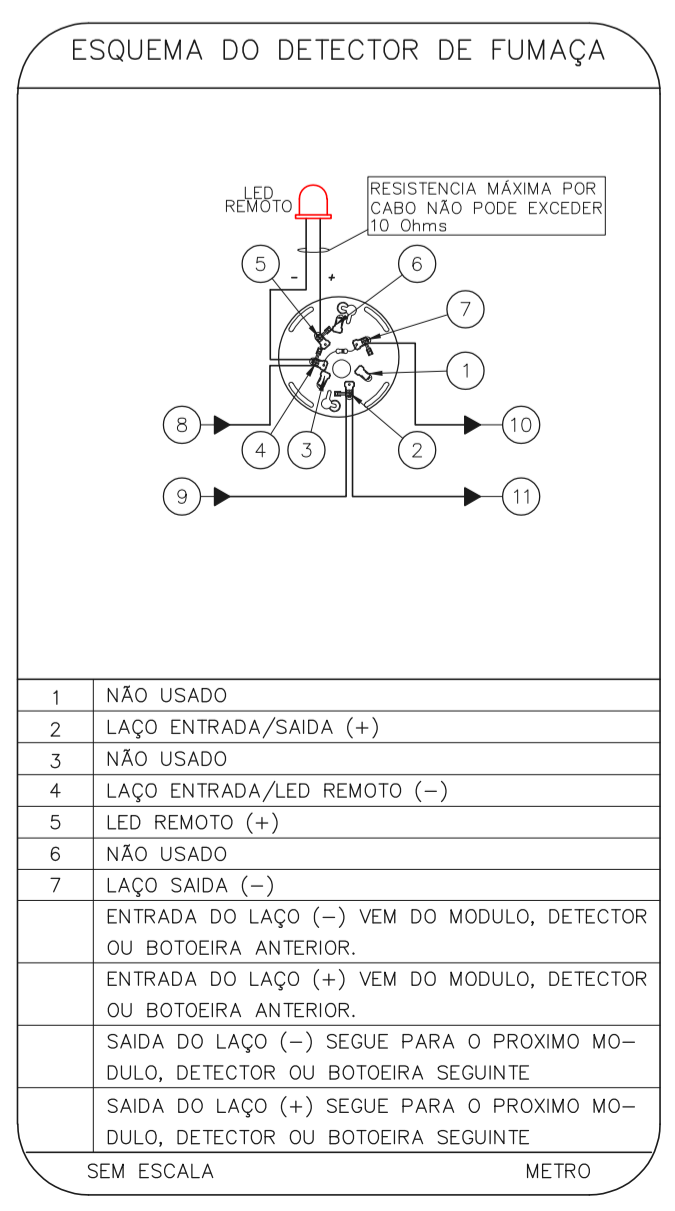 ESQUEMA DO DETECTOR DE FUMAÇA
LED
REMOTO
RESISTENCIA MÁXIMA POR
CABO NÃO PODE EXCEDER
10 Ohms
5
6
- +
7
1
8
10
4
3
2
9
11
1 NÃO USADO
2 LAÇO ENTRADA/SAIDA (+)
3 NÃO USADO
4 LAÇO ENTRADA/LED REMOTO (-)
5 LED REMOTO (+)
6 NÃO USADO
7 LAÇO SAIDA (-)
ENTRADA DO LAÇO (-) VEM DO MODULO, DETECTOR
OU BOTOEIRA ANTERIOR.
ENTRADA DO LAÇO (+) VEM DO MODULO, DETECTOR
OU BOTOEIRA ANTERIOR.
SAIDA DO LAÇO (-) SEGUE PARA O PROXIMO MO-
DULO, DETECTOR OU BOTOEIRA SEGUINTE
SAIDA DO LAÇO (+) SEGUE PARA O PROXIMO MO-
DULO, DETECTOR OU BOTOEIRA SEGUINTE
SEM ESCALA METRO